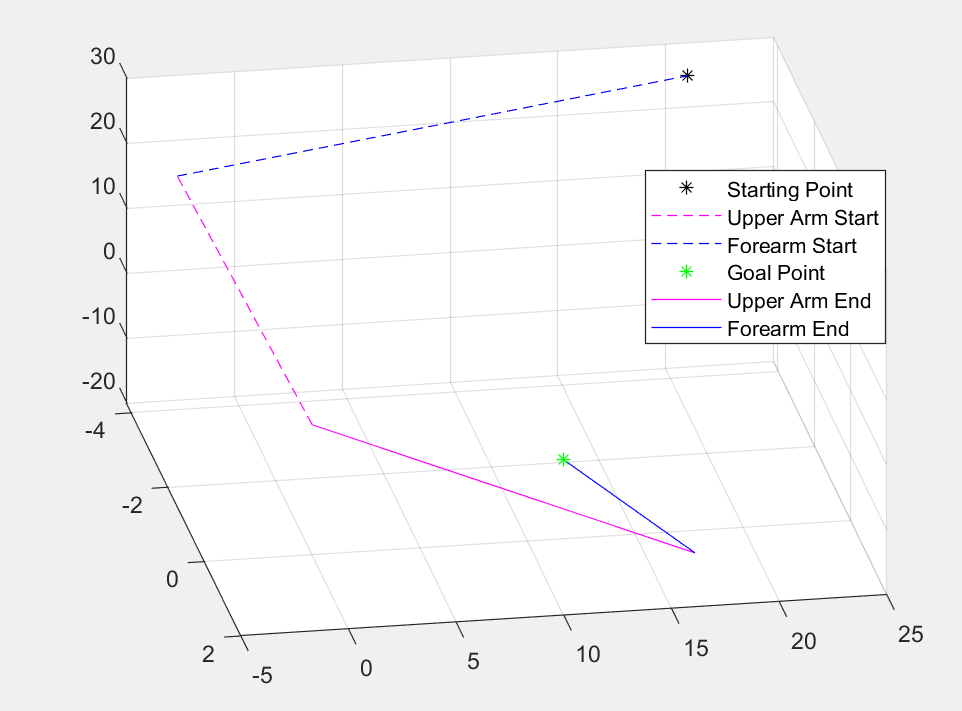 30
20
10
0
-10
-20
-4
-2
0
2
-5
0
5
10
15
20
25
Starting Point
Upper Arm Start
Forearm Start
Goal Point
Upper Arm End
Forearm End